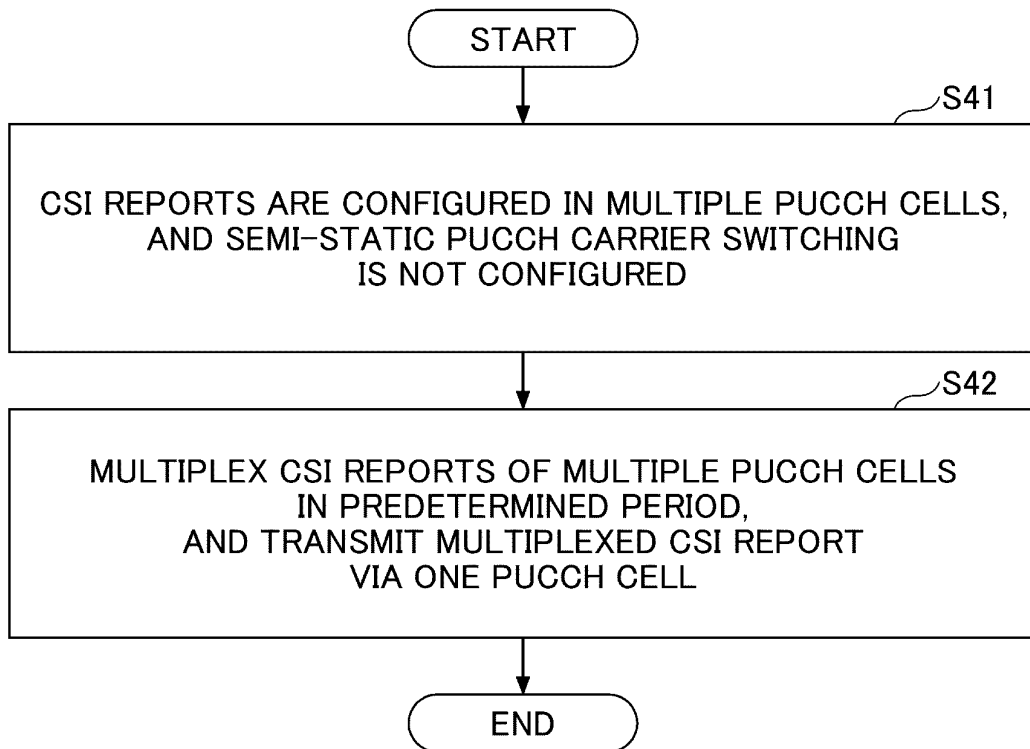 START
S41
CSI REPORTS ARE CONFIGURED IN MULTIPLE PUCCH CELLS,
AND SEMI-STATIC PUCCH CARRIER SWITCHING
IS NOT CONFIGURED
S42
MULTIPLEX CSI REPORTS OF MULTIPLE PUCCH CELLS
IN PREDETERMINED PERIOD,
AND TRANSMIT MULTIPLEXED CSI REPORT
VIA ONE PUCCH CELL
END